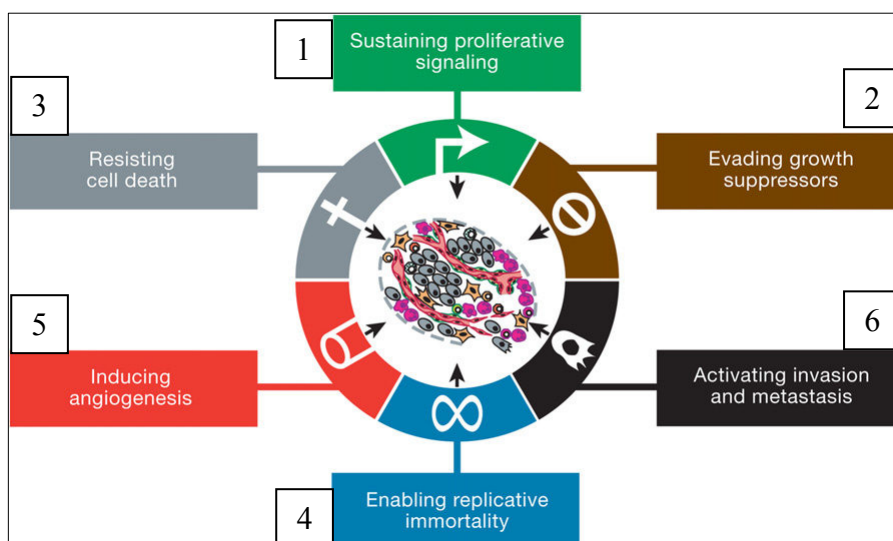 1
Sustaining proliferative
signaling
3
Resisting
cell death
2
Evading growth
suppressors
5
Inducing
angiogenesis
6
Activating invasion
and metastasis
4
Enabling replicative
immortality